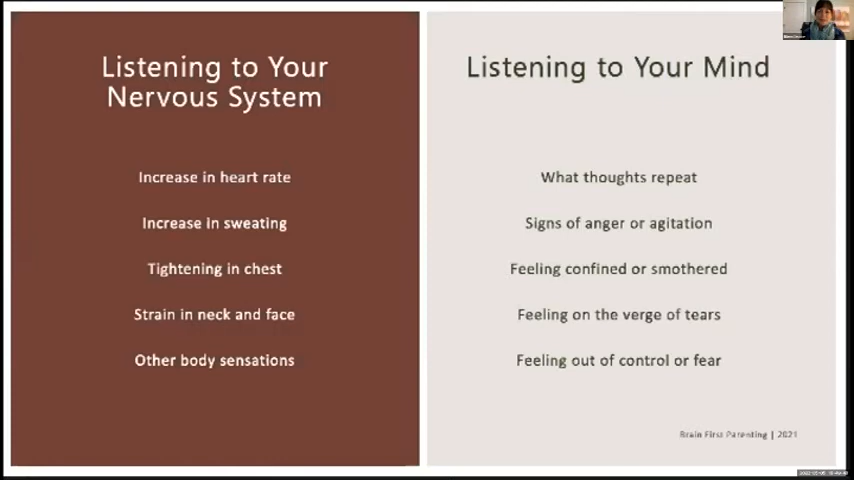 Listening to Your
Nervous System
Increase in heart rate
Increase in sweating
Tightening in chest
Strain in neck and face
Other body sensations
Listening to Your Mind
What thoughts repeat
Signs of anger or agitation
Feeling confined or smothered
Feeling on the verge of tears
Feeling out of control or fear
Brain First Parenting | 2021